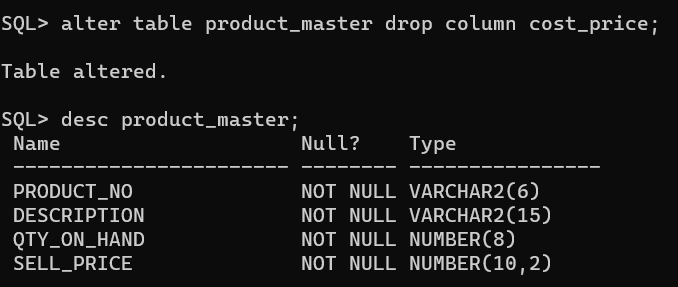 SQL> alter table product_master drop column cost_price;
Table altered.
SQL> desc product_master;
Name Null? Type
----------------------- -------- ----------------
PRODUCT_NO NOT NULL VARCHAR2(6)
DESCRIPTION NOT NULL VARCHAR2(15)
QTY_ON_HAND NOT NULL NUMBER(8)
SELL_PRICE NOT NULL NUMBER(10,2)